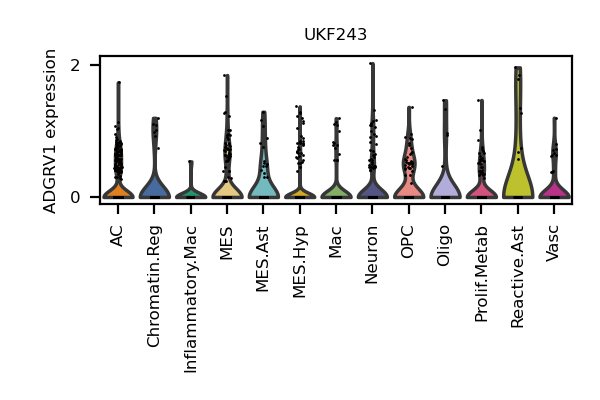 UKF243
ADGRV1 expression
2
0
AC
Chromatin.Reg
Inflammatory.Mac
MES
MES.Ast
MES.Hyp
Mac
Neuron
OPC
Oligo
Prolif.Metab
Reactive.Ast
Vasc